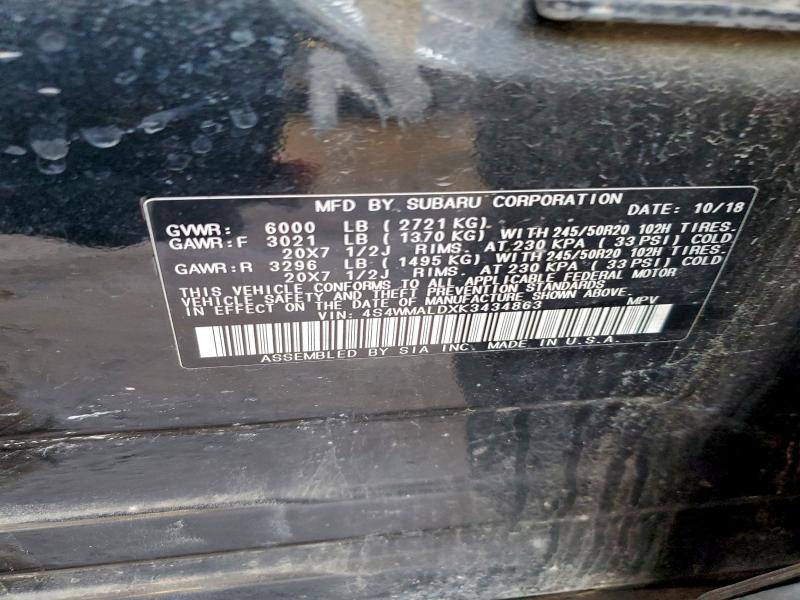 MFD BY SUBARU CORPORATION DATE: 10/18
GVWR: 6000 LB (2721 KG)
GAWR:F 3021 LB (1370 KG) WITH 245/50R20 102H TIRES.
20X7 1/2J RIMS. AT 230 KPA (33 PSI) COLD
GAWR:R 3296 LB (1495 KG) WITH 245/50R20 102H TIRES.
20X7 1/2J RIMS. AT 230 KPA (33 PSI) COLD
THIS VEHICLE CONFORMS TO ALL APPLICABLE FEDERAL MOTOR
VEHICLE SAFETY AND THEFT PREVENTION STANDARDS
IN EFFECT ON THE DATE OF MANUFACTURE SHOWN ABOVE.
VIN: 4S4WMALDXK3434863 MPV
ASSEMBLED BY SIA INC. MADE IN U.S.A.